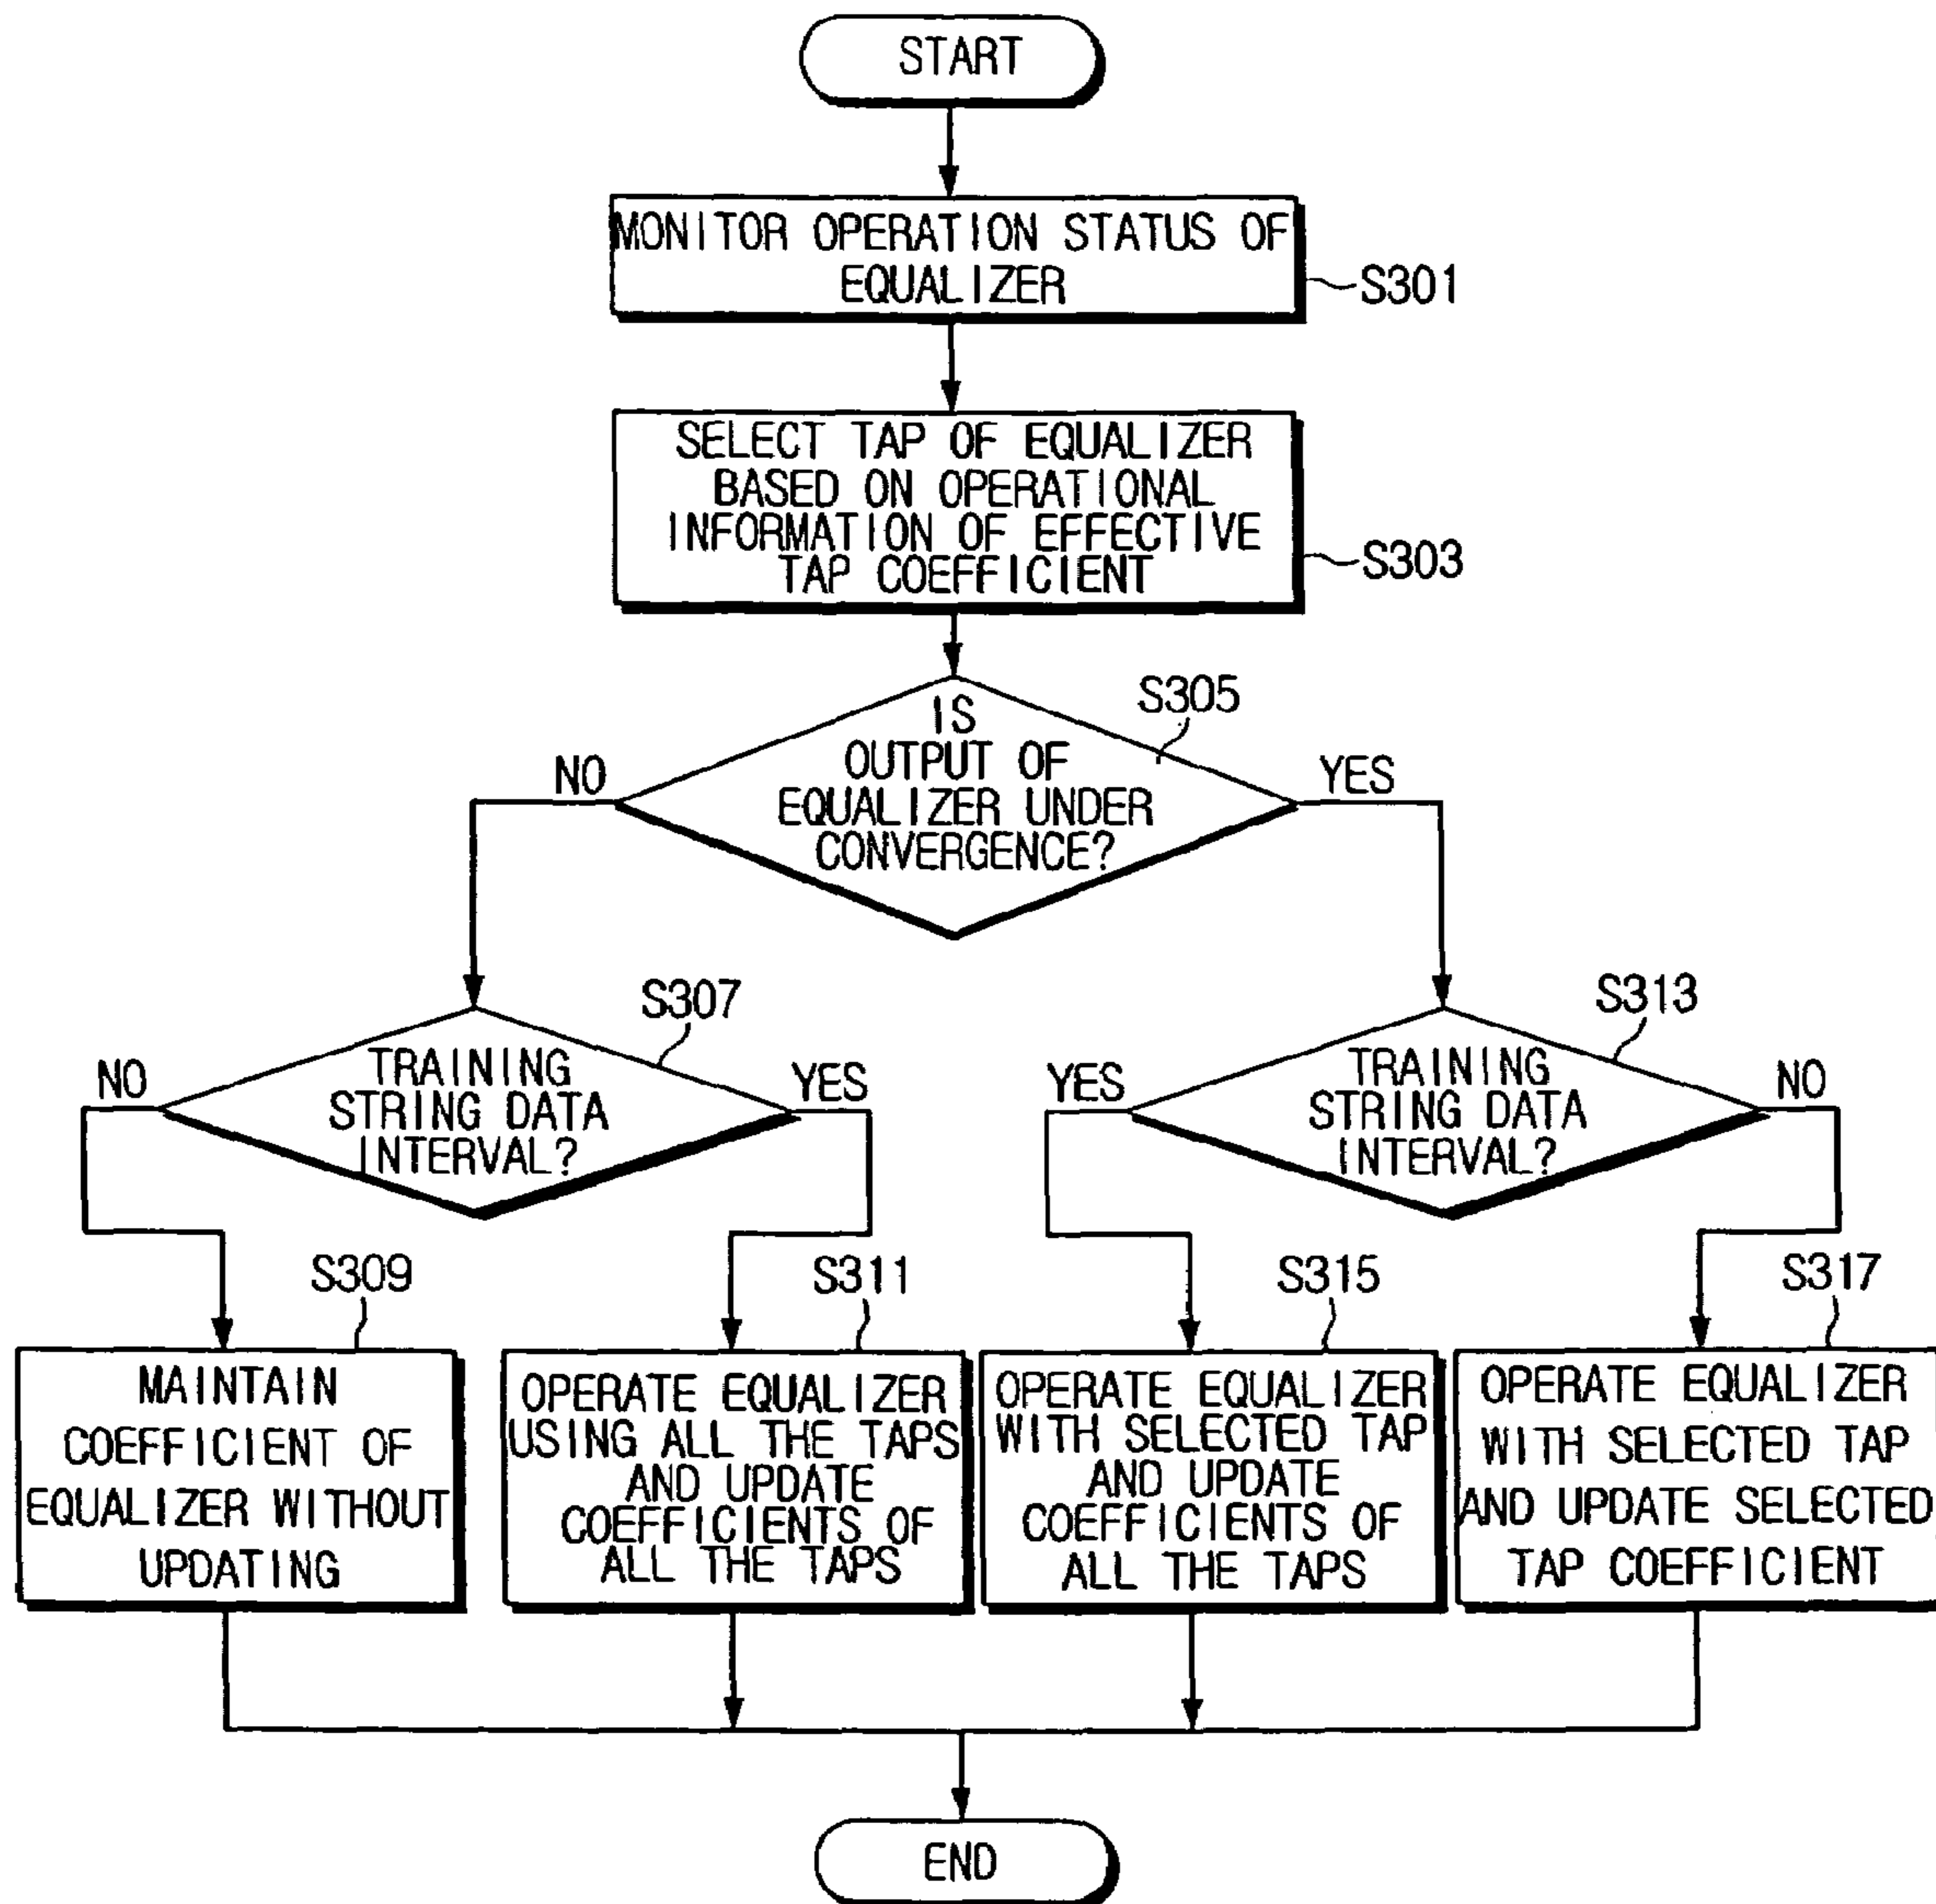 START
MONITOR OPERATION STATUS OF
EQUALIZER
S301
SELECT TAP OF EQUALIZER
BASED ON OPERATIONAL
INFORMATION OF EFFECTIVE
TAP COEFFICIENT
S303
S305
IS
OUTPUT OF
EQUALIZER UNDER
CONVERGENCE?
NO
YES
S307
TRAINING
STRING DATA
INTERVAL?
NO
YES
S313
TRAINING
STRING DATA
INTERVAL?
YES
NO
S309
MAINTAIN
COEFFICIENT OF
EQUALIZER WITHOUT
UPDATING
S311
OPERATE EQUALIZER
USING ALL THE TAPS
AND UPDATE
COEFFICIENTS OF
ALL THE TAPS
S315
OPERATE EQUALIZER
WITH SELECTED TAP
AND UPDATE
COEFFICIENTS OF
ALL THE TAPS
S317
OPERATE EQUALIZER
WITH SELECTED TAP
AND UPDATE SELECTED
TAP COEFFICIENT
END